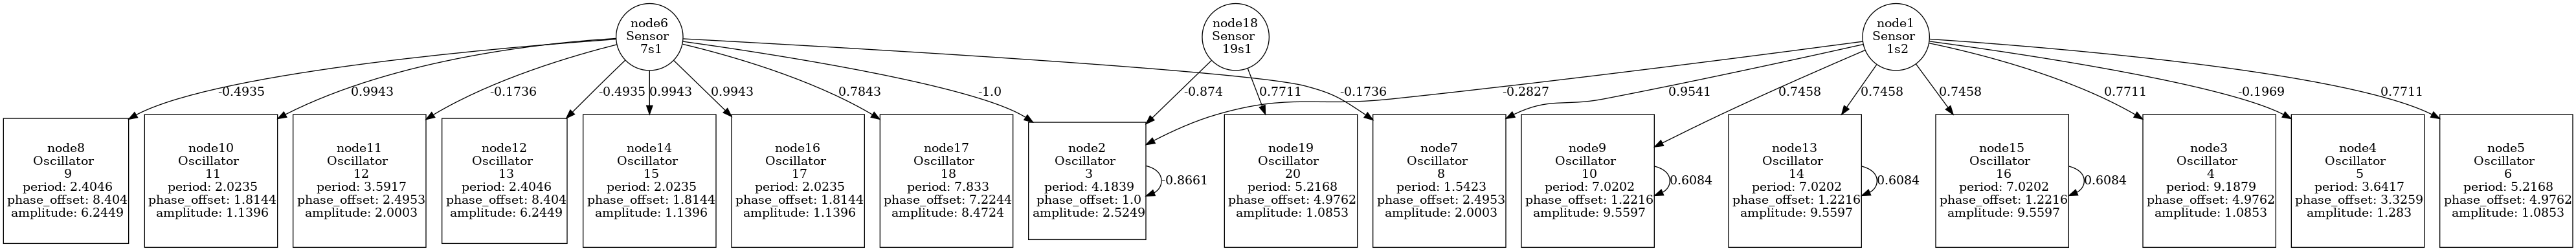 node6
Sensor
7s1
node18
Sensor
19s1
node1
Sensor
1s2
-0.4935
0.9943
-0.1736
-0.4935
0.9943
0.9943
0.7843
-1.0
-0.874
0.7711
-0.1736
-0.2827
0.9541
0.7458
0.7458
0.7458
0.7711
-0.1969
0.7711
node8
Oscillator
9
period: 2.4046
phase_offset: 8.404
amplitude: 6.2449
node10
Oscillator
11
period: 2.0235
phase_offset: 1.8144
amplitude: 1.1396
node11
Oscillator
12
period: 3.5917
phase_offset: 2.4953
amplitude: 2.0003
node12
Oscillator
13
period: 2.4046
phase_offset: 8.404
amplitude: 6.2449
node14
Oscillator
15
period: 2.0235
phase_offset: 1.8144
amplitude: 1.1396
node16
Oscillator
17
period: 2.0235
phase_offset: 1.8144
amplitude: 1.1396
node17
Oscillator
18
period: 7.833
phase_offset: 7.2244
amplitude: 8.4724
node2
Oscillator
3
period: 4.1839
phase_offset: 1.0
amplitude: 2.5249
-0.8661
node19
Oscillator
20
period: 5.2168
phase_offset: 4.9762
amplitude: 1.0853
node7
Oscillator
8
period: 1.5423
phase_offset: 2.4953
amplitude: 2.0003
node9
Oscillator
10
period: 7.0202
phase_offset: 1.2216
amplitude: 9.5597
0.6084
node13
Oscillator
14
period: 7.0202
phase_offset: 1.2216
amplitude: 9.5597
0.6084
node15
Oscillator
16
period: 7.0202
phase_offset: 1.2216
amplitude: 9.5597
0.6084
node3
Oscillator
4
period: 9.1879
phase_offset: 4.9762
amplitude: 1.0853
node4
Oscillator
5
period: 3.6417
phase_offset: 3.3259
amplitude: 1.283
node5
Oscillator
6
period: 5.2168
phase_offset: 4.9762
amplitude: 1.0853